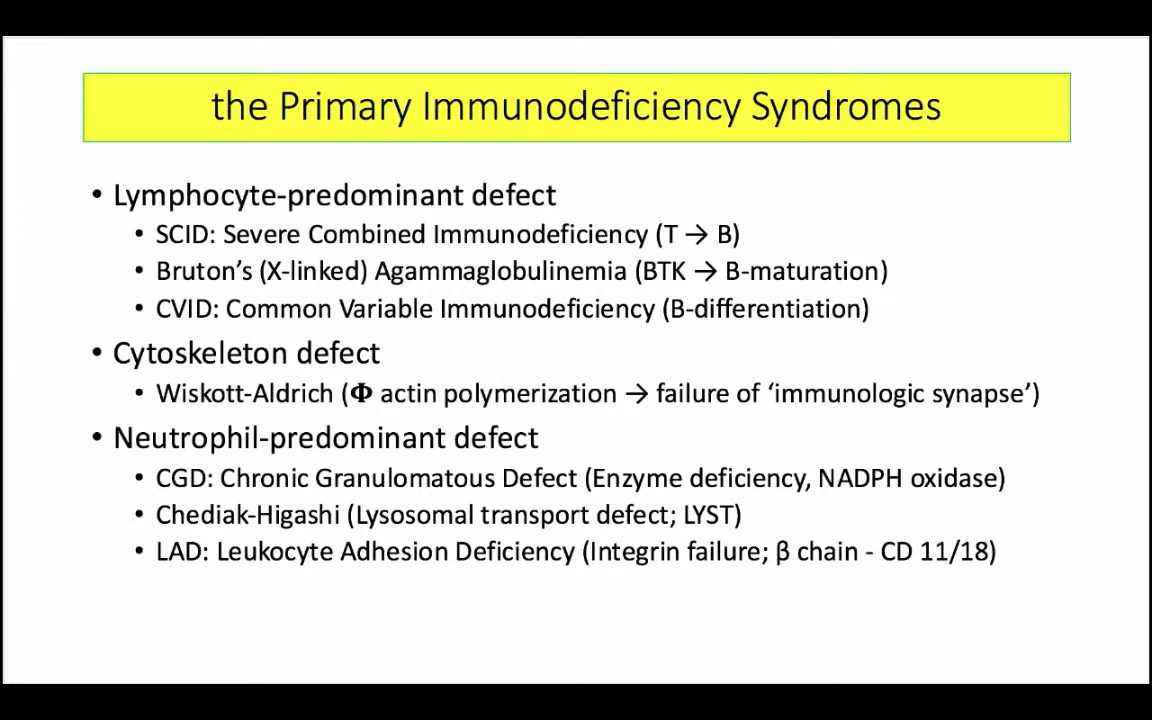 the Primary Immunodeficiency Syndromes
• Lymphocyte-predominant defect
• SCID: Severe Combined Immunodeficiency (T → B)
• Bruton’s (X-linked) Agammaglobulinemia (BTK → B-maturation)
• CVID: Common Variable Immunodeficiency (B-differentiation)
• Cytoskeleton defect
• Wiskott-Aldrich (Φ actin polymerization → failure of ‘immunologic synapse’)
• Neutrophil-predominant defect
• CGD: Chronic Granulomatous Defect (Enzyme deficiency, NADPH oxidase)
• Chediak-Higashi (Lysosomal transport defect; LYST)
• LAD: Leukocyte Adhesion Deficiency (Integrin failure; β chain - CD 11/18)